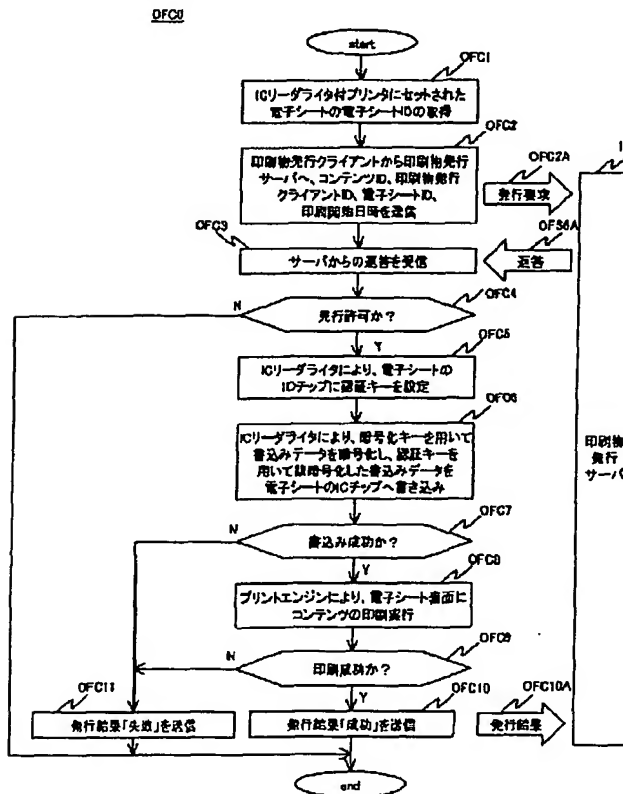 OFC0
start
OFC1
ICリーダライタ付プリンタにセットされた
電子シートの電子シートIDの取得
OFC2
印刷物発行クライアントから印刷物発行
サーバへ、コンテンツID、印刷物発行
クライアントID、電子シートID、
印刷開始日時を送信
OFC2A
発行要求
OFC3
サーバからの返答を受信
OFS6A
返答
OFC4
発行許可か？
N
Y
OFC5
ICリーダライタにより、電子シートの
ICチップに認証キーを設定
OFC6
ICリーダライタにより、暗号化キーを用いて
書込みデータを暗号化し、認証キーを
用いて該暗号化した書込みデータを
電子シートのICチップへ書き込み
印刷物
発行
サーバ
OFC7
書込み成功か？
N
Y
OFC8
プリントエンジンにより、電子シート表面に
コンテンツの印刷実行
OFC9
印刷成功か？
N
Y
OFC11
発行結果「失敗」を送信
OFC10
発行結果「成功」を送信
OFC10A
発行結果
end